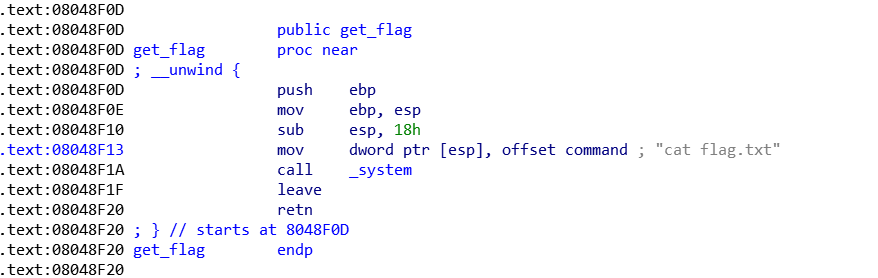 .text:08048F0D
.text:08048F0D public get_flag
.text:08048F0D get_flag proc near
.text:08048F0D ; __unwind {
.text:08048F0D push ebp
.text:08048F0E mov ebp, esp
.text:08048F10 sub esp, 18h
.text:08048F13 mov dword ptr [esp], offset command ; "cat flag.txt"
.text:08048F1A call _system
.text:08048F1F leave
.text:08048F20 retn
.text:08048F20 ; } // starts at 8048F0D
.text:08048F20 get_flag endp
.text:08048F20